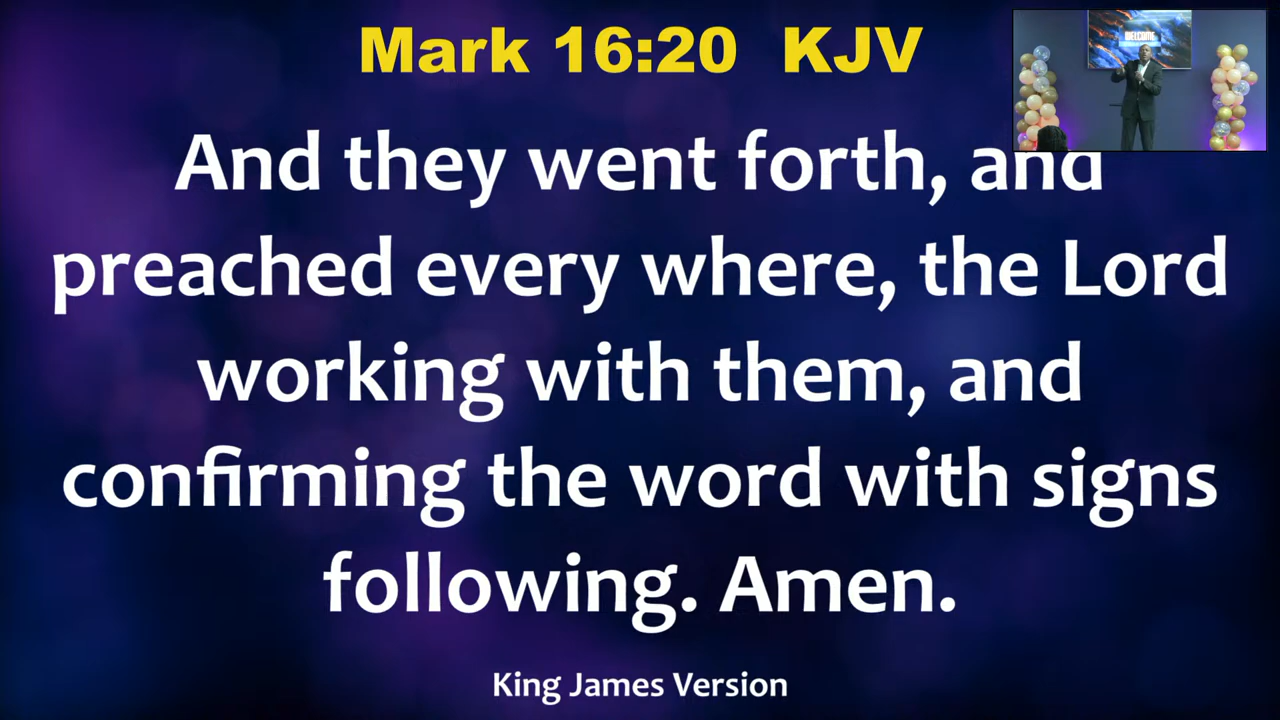 Mark 16:20 KJV
WELCOME
And they went forth, and
preached every where, the Lord
working with them, and
confirming the word with signs
following. Amen.
King James Version